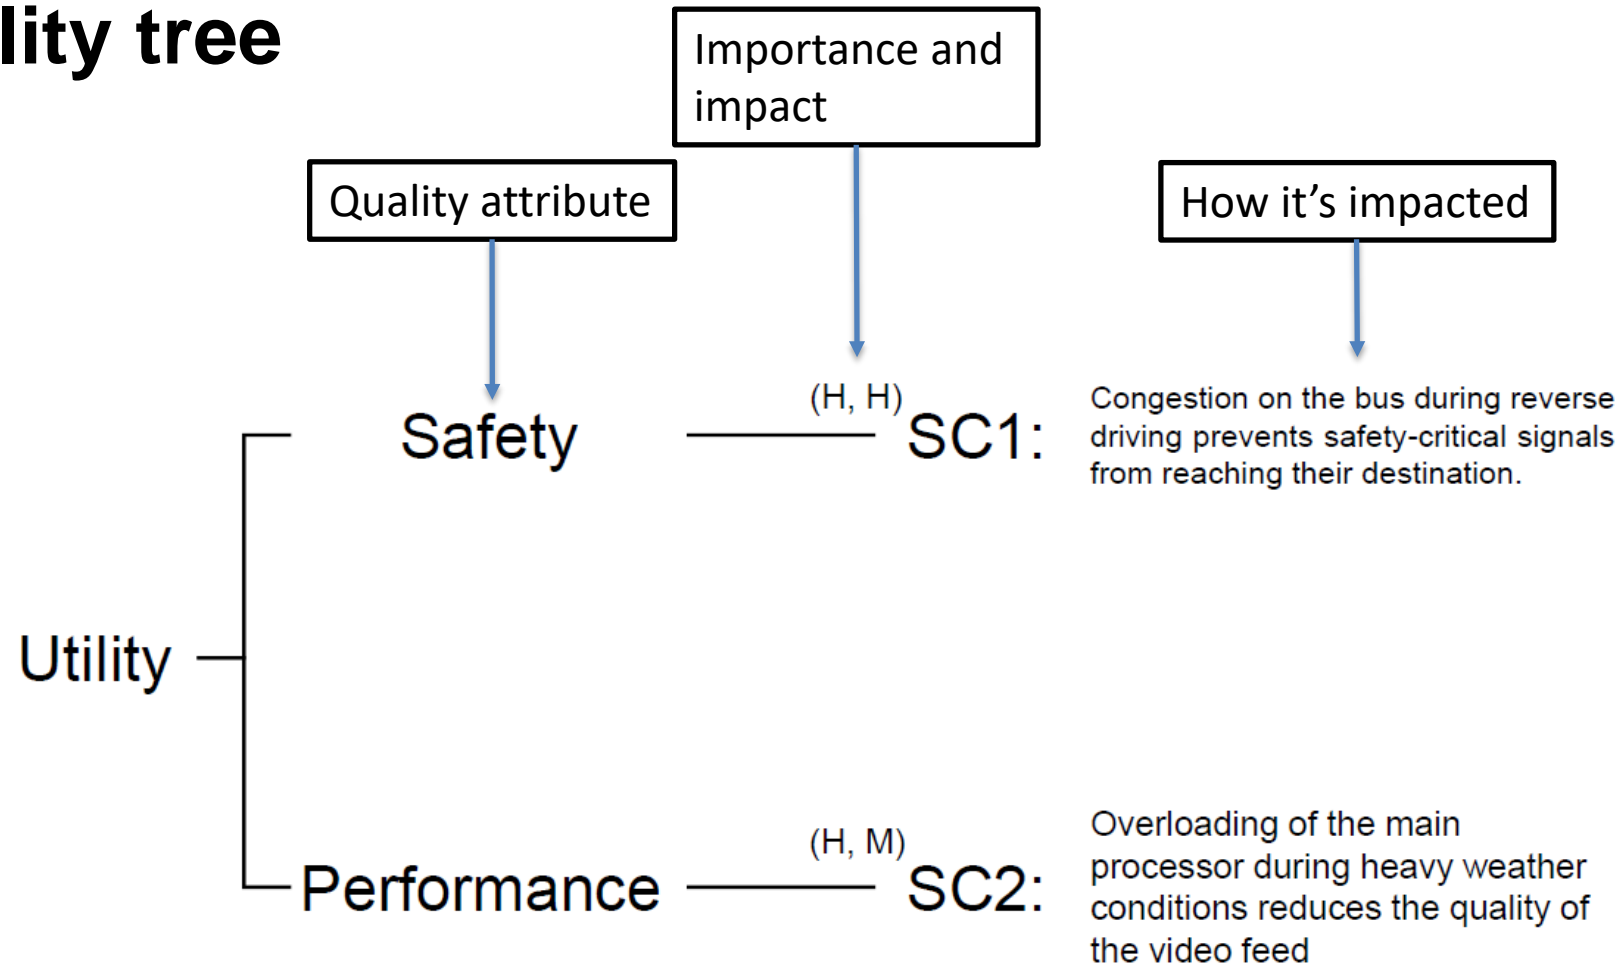 lity tree
Importance and
impact
Quality attribute
How it’s impacted
(H, H)
Safety
SC1:
Congestion on the bus during reverse
driving prevents safety-critical signals
from reaching their destination.
Utility
(H, M)
Performance
SC2:
Overloading of the main
processor during heavy weather
conditions reduces the quality of
the video feed